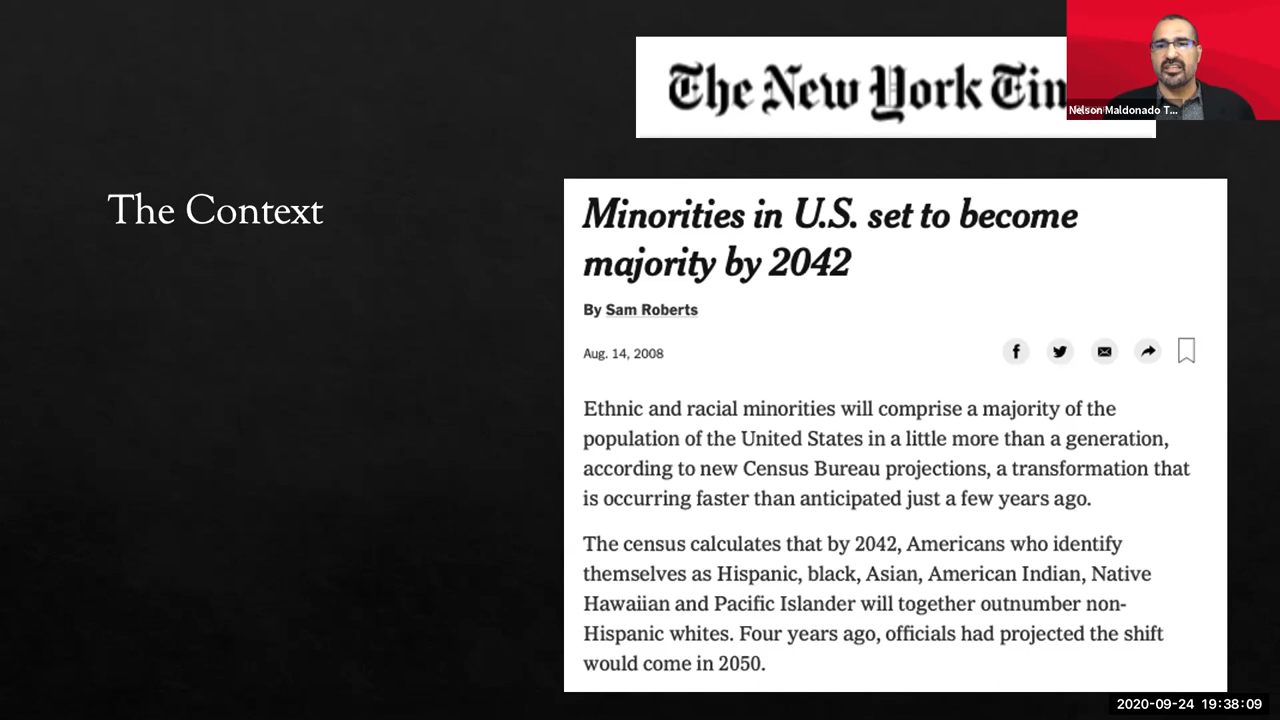 The New York Tim
Nelson Maldonado T...
The Context
Minorities in U.S. set to become
majority by 2042
By Sam Roberts
Aug. 14, 2008
Ethnic and racial minorities will comprise a majority of the
population of the United States in a little more than a generation,
according to new Census Bureau projections, a transformation that
is occurring faster than anticipated just a few years ago.
The census calculates that by 2042, Americans who identify
themselves as Hispanic, black, Asian, American Indian, Native
Hawaiian and Pacific Islander will together outnumber non-
Hispanic whites. Four years ago, officials had projected the shift
would come in 2050.
2020-09-24 19:38:09